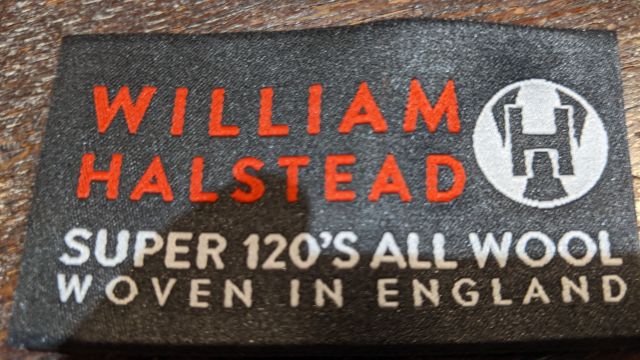 WILLIAM
HALSTEAD
SUPER 120'S ALL WOOL
WOVEN IN ENGLAND